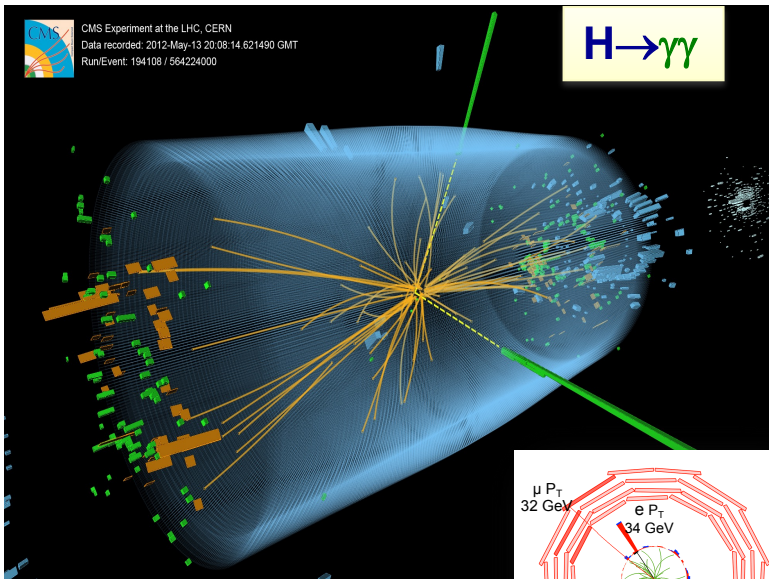 CMS
CMS Experiment at the LHC, CERN
Data recorded: 2012-May-13 20:08:14.621490 GMT
Run/Event: 194108 / 564224000
H→γγ
μ P_T
32 GeV
e P_T
34 GeV